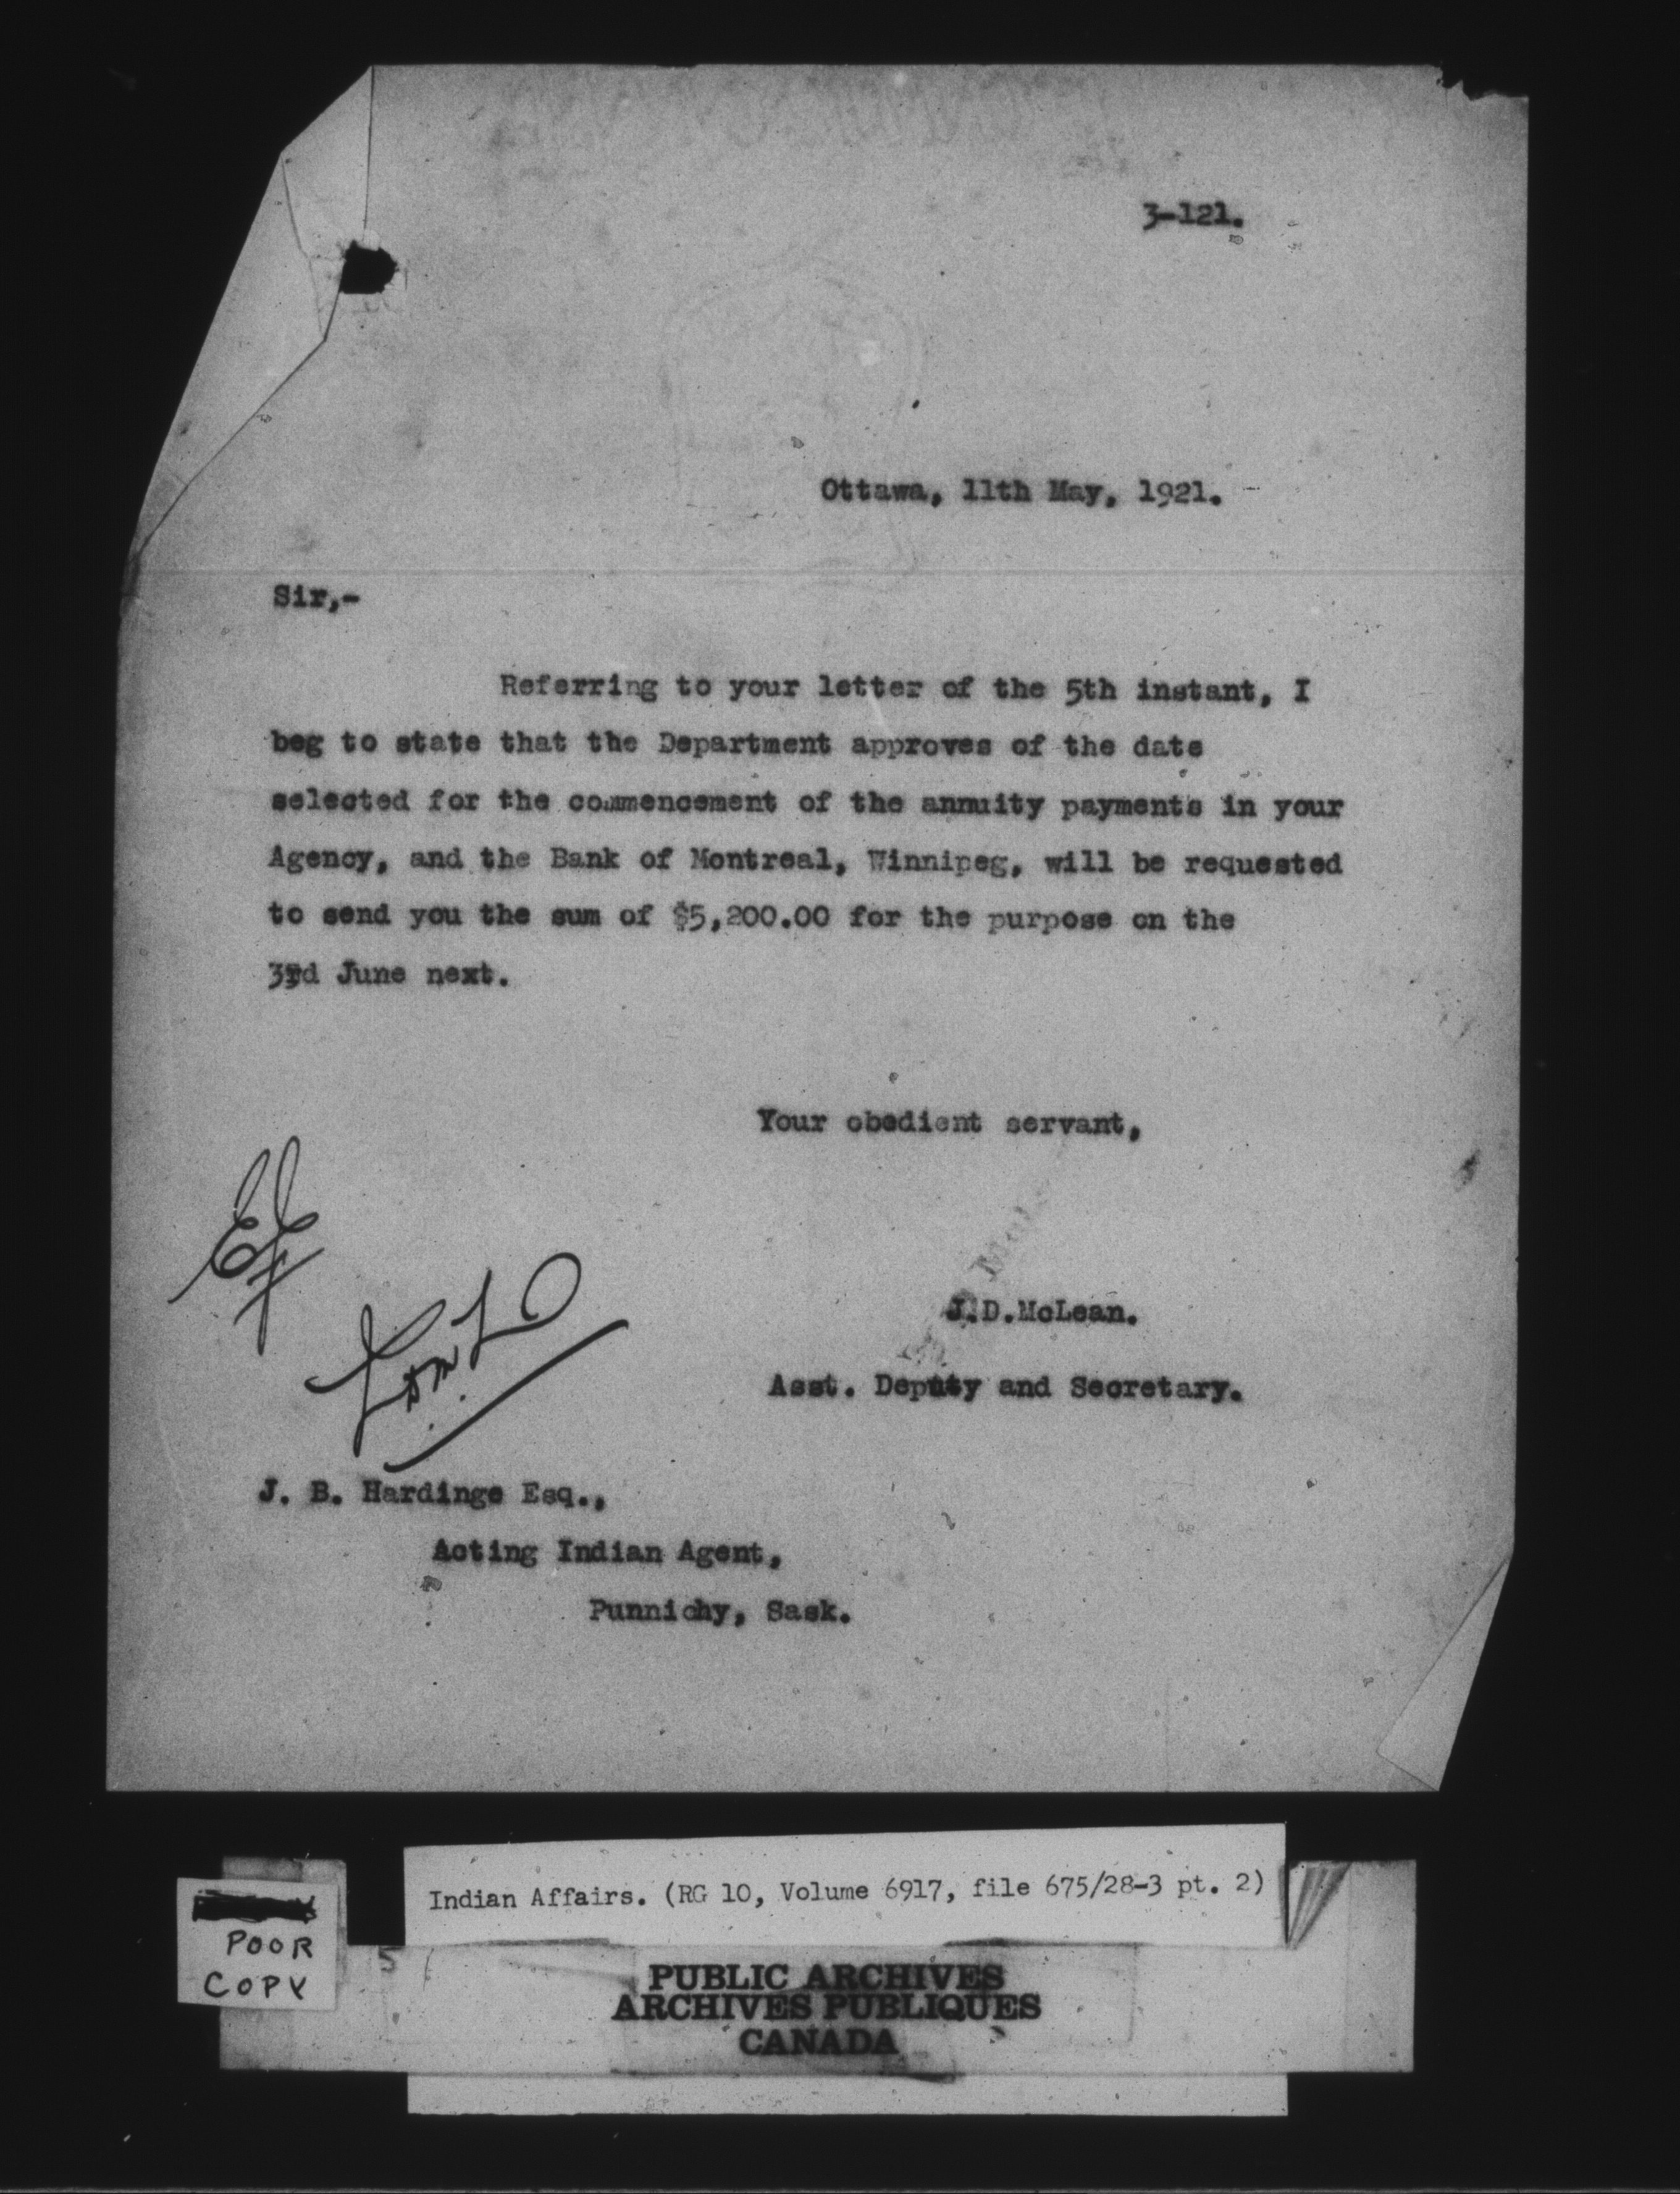 3-121.
Ottawa, 11th May, 1921.
Sir,-
Referring to your letter of the 5th instant, I
beg to state that the Department approves of the date
selected for the commencement of the annuity payments in your
Agency, and the Bank of Montreal, Winnipeg, will be requested
to send you the sum of $5,200.00 for the purpose on the
3rd June next.
Your obedient servant,
J.D.McLean.
Asst. Deputy and Secretary.
J. B. Hardinge Esq.,
Acting Indian Agent,
Punnichy, Sask.
Indian Affairs. (RG 10, Volume 6917, file 675/28-3 pt. 2)
POOR
COPY
PUBLIC ARCHIVES
ARCHIVES PUBLIQUES
CANADA